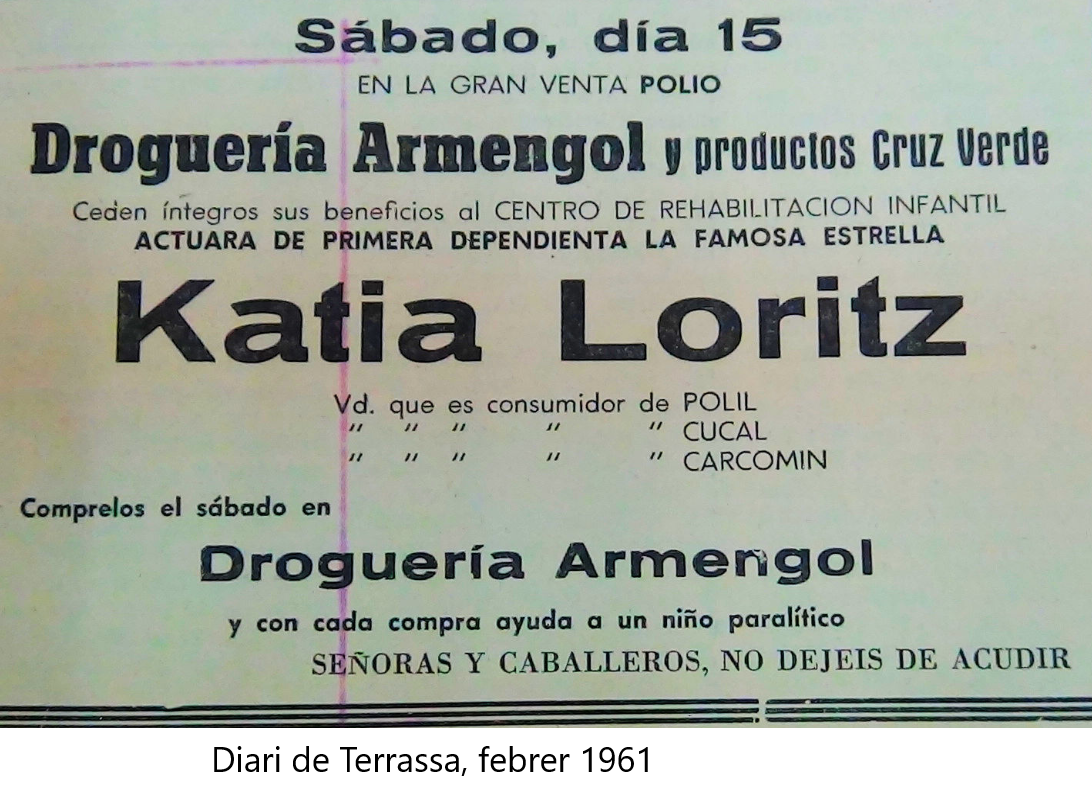 Sábado, día 15
EN LA GRAN VENTA POLIO
Droguería Armengol y productos Cruz Verde
Ceden íntegros sus beneficios al CENTRO DE REHABILITACION INFANTIL
ACTUARA DE PRIMERA DEPENDIENTA LA FAMOSA ESTRELLA
Katia Loritz
Vd. que es consumidor de POLIL
" " " " " CUCAL
" " " " " CARCOMIN
Comprelos el sábado en
Droguería Armengol
y con cada compra ayuda a un niño paralítico
SEÑORAS Y CABALLEROS, NO DEJEIS DE ACUDIR
Diari de Terrassa, febrer 1961